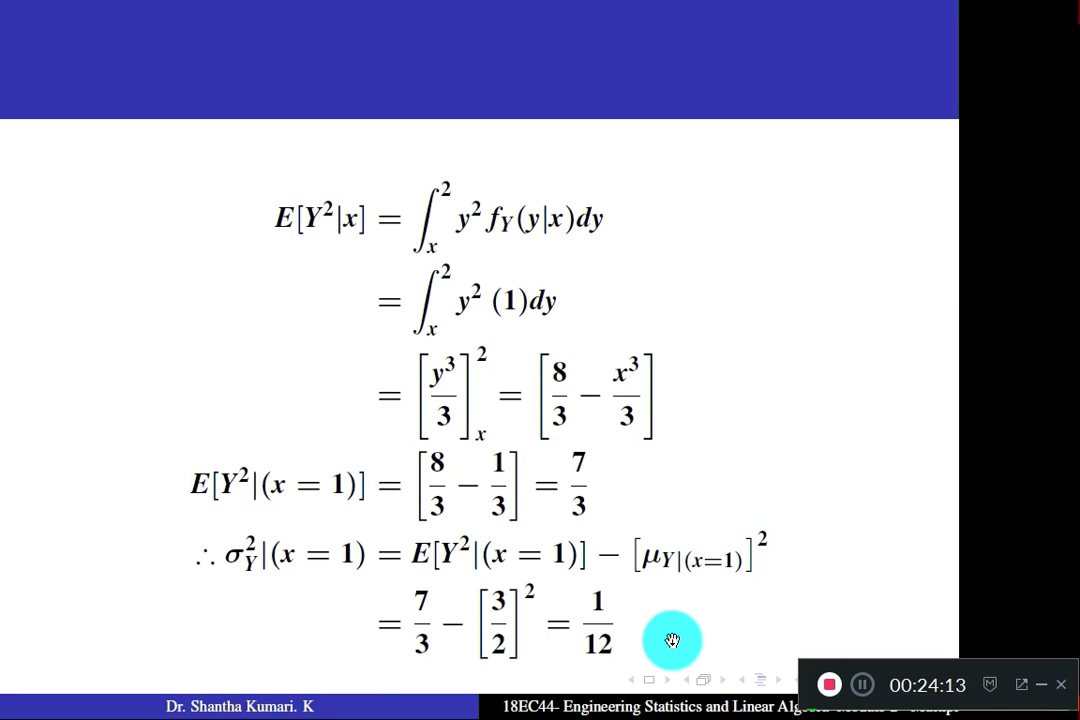 E[Y²|x] = ∫ₓ² y² f_Y(y|x)dy
= ∫ₓ² y² (1)dy
= [y³/3]ₓ² = [8/3 − x³/3]
E[Y²|(x = 1)] = [8/3 − 1/3] = 7/3
∴ σ²_Y|(x = 1) = E[Y²|(x = 1)] − [μ_Y|(x=1)]²
= 7/3 − [3/2]² = 1/12
00:24:13
Dr. Shantha Kumari. K
18EC44- Engineering Statistics and Linear